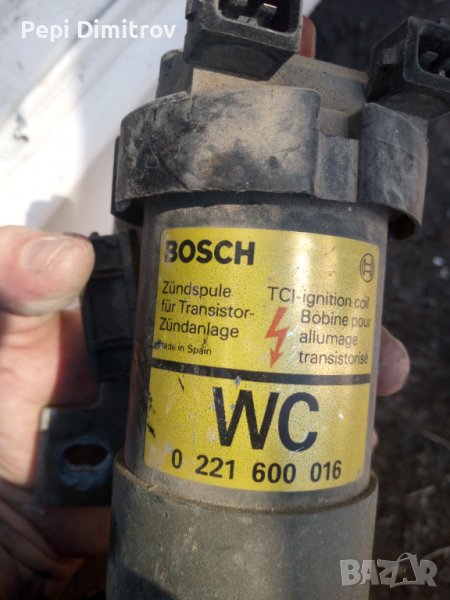 Pepi Dimitrov
BOSCH
Zündspule
für Transistor-
Zündanlage
Made in Spain
TCI-ignition coil
Bobine pour
allumage
transistorisé
WC
0 221 600 016
BAZAR